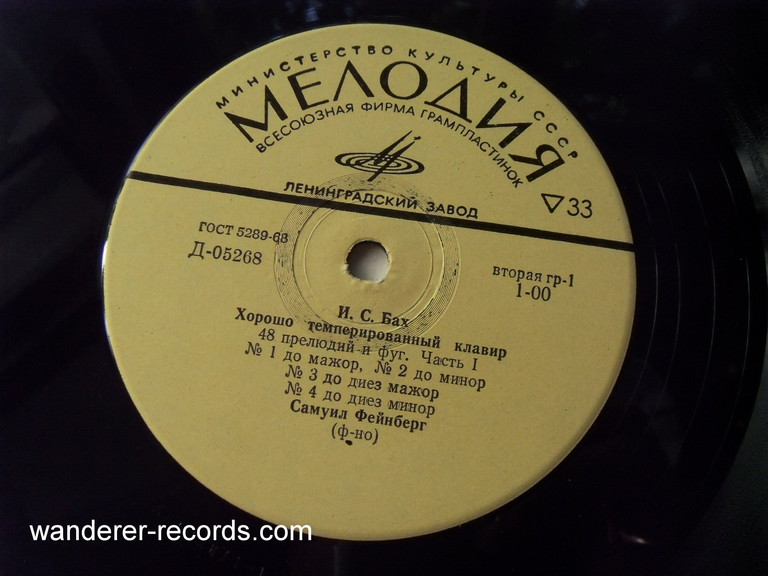 МИНИСТЕРСТВО КУЛЬТУРЫ СССР
МЕЛОДИЯ
ВСЕСОЮЗНАЯ ФИРМА ГРАМПЛАСТИНОК
ЛЕНИНГРАДСКИЙ ЗАВОД
▽33
ГОСТ 5289-68
Д-05268
вторая гр-1
1-00
И. С. Бах
Хорошо темперированный клавир
48 прелюдий и фуг. Часть I
№ 1 до мажор, № 2 до минор
№ 3 до диез мажор
№ 4 до диез минор
Самуил Фейнберг
(ф-но)
wanderer-records.com